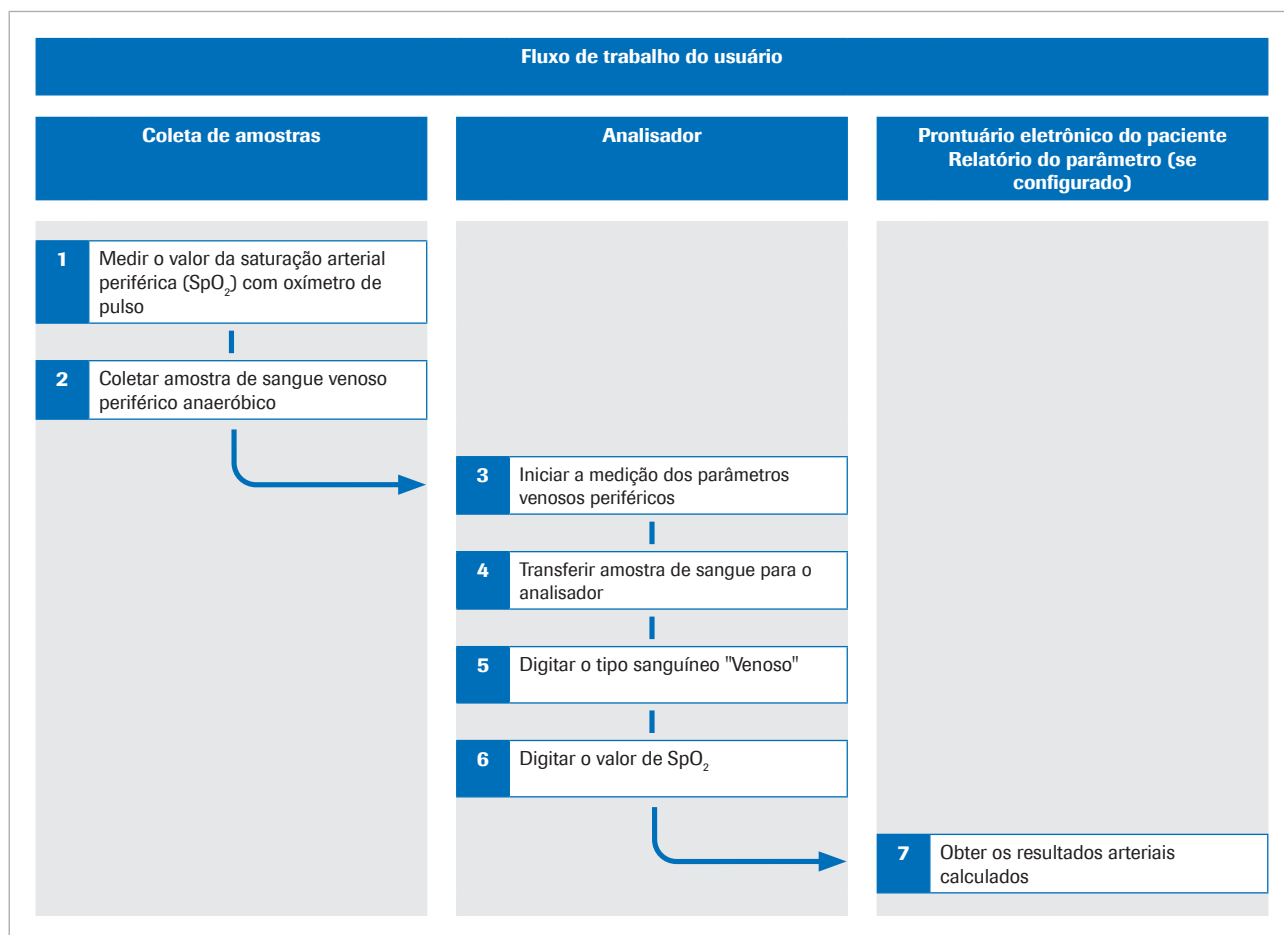 Fluxo de trabalho do usuário
Coleta de amostras
Analisador
Prontuário eletrônico do paciente
Relatório do parâmetro (se
configurado)
1
Medir o valor da saturação arterial
periférica (SpO₂) com oxímetro de
pulso
2
Coletar amostra de sangue venoso
periférico anaeróbico
3
Iniciar a medição dos parâmetros
venosos periféricos
4
Transferir amostra de sangue para o
analisador
5
Digitar o tipo sanguíneo "Venoso"
6
Digitar o valor de SpO₂
7
Obter os resultados arteriais
calculados